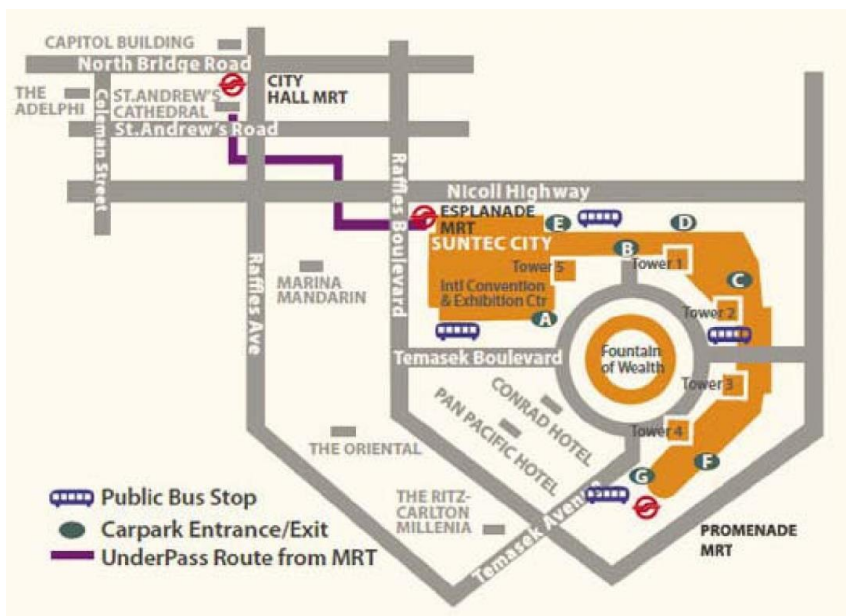 CAPITOL BUILDING
North Bridge Road
THE
ADELPHI
Coleman Street
ST.ANDREW'S
CATHEDRAL
CITY
HALL MRT
St.Andrew's Road
Raffles Boulevard
Nicoll Highway
ESPLANADE
MRT
E
D
SUNTEC CITY
B
Tower 1
Tower 5
C
Raffles Ave
MARINA
MANDARIN
Intl Convention
& Exhibition Ctr
A
Tower 2
Temasek Boulevard
Fountain
of Wealth
Tower 3
CONRAD HOTEL
PAN PACIFIC HOTEL
Tower 4
THE ORIENTAL
F
G
THE RITZ-
CARLTON
MILLENIA
Temasek Avenue
PROMENADE
MRT
Public Bus Stop
Carpark Entrance/Exit
UnderPass Route from MRT